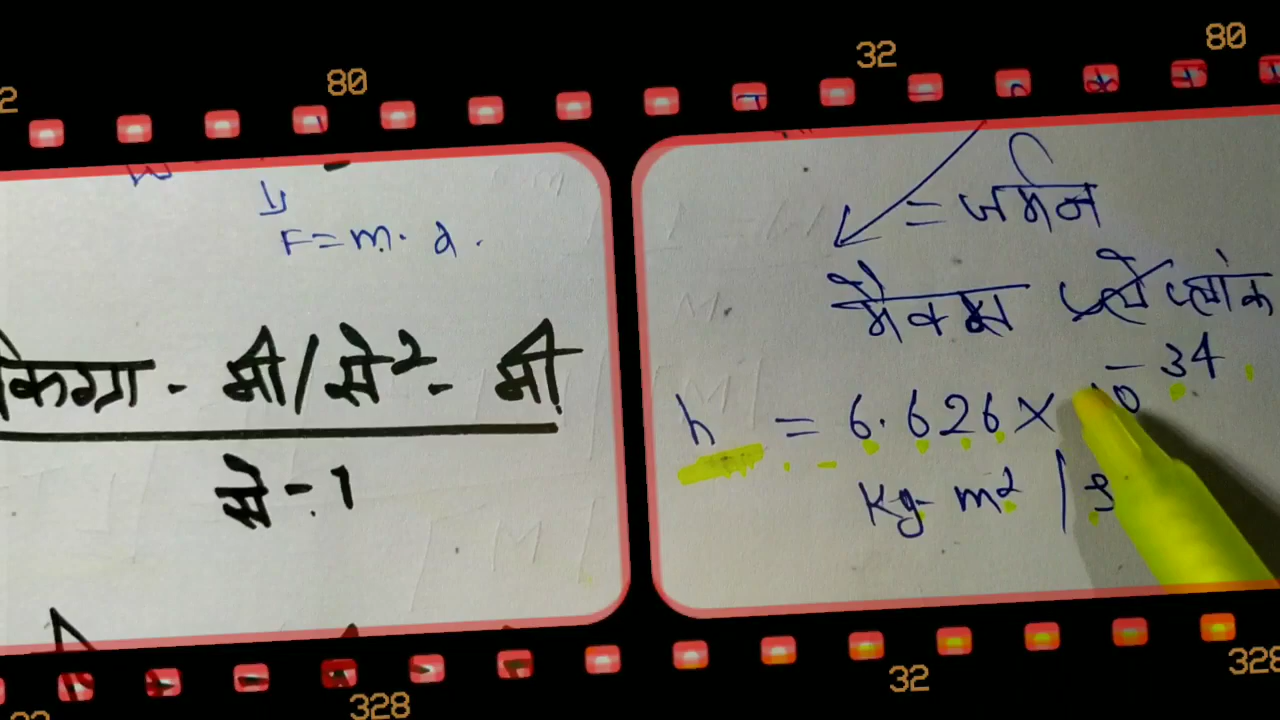 80
32
80
F=m.a.
किग्रा - मी/से²- मी
से-1
= जर्मन
मैक्स प्लांक
h = 6.626 × 10⁻³⁴
Kg- m² / s
328
32
328